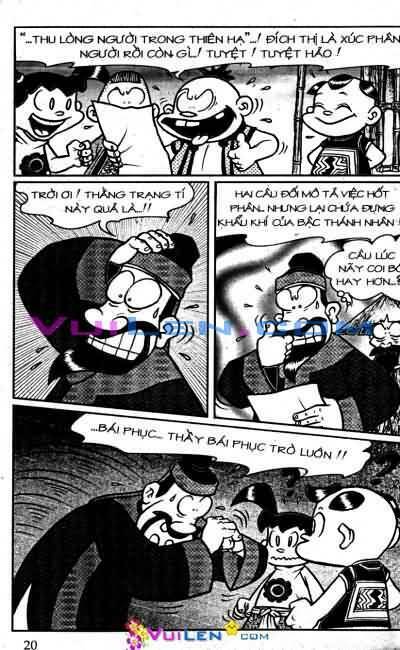 "...THU LÒNG NGƯỜI TRONG THIÊN HẠ"...! ĐÍCH THỊ LÀ XÚC PHÂN
NGƯỜI RỒI CÒN GÌ..! TUYỆT! TUYỆT HẢO!
TRỜI ƠI! THẰNG TRẠNG TÍ
NÀY QUẢ LÀ...!!
HAI CÂU ĐỐI MÔ TẢ VIỆC HỐT
PHÂN... NHƯNG LẠI CHỨA ĐỰNG
KHẨU KHÍ CỦA BẬC THÁNH NHÂN!
CÂU LÚC
NÃY COI BỘ
HAY HƠN...?
VUILEN.COM
...BÁI PHỤC... THẦY BÁI PHỤC TRÒ LUÔN!!
20
VUILEN.COM